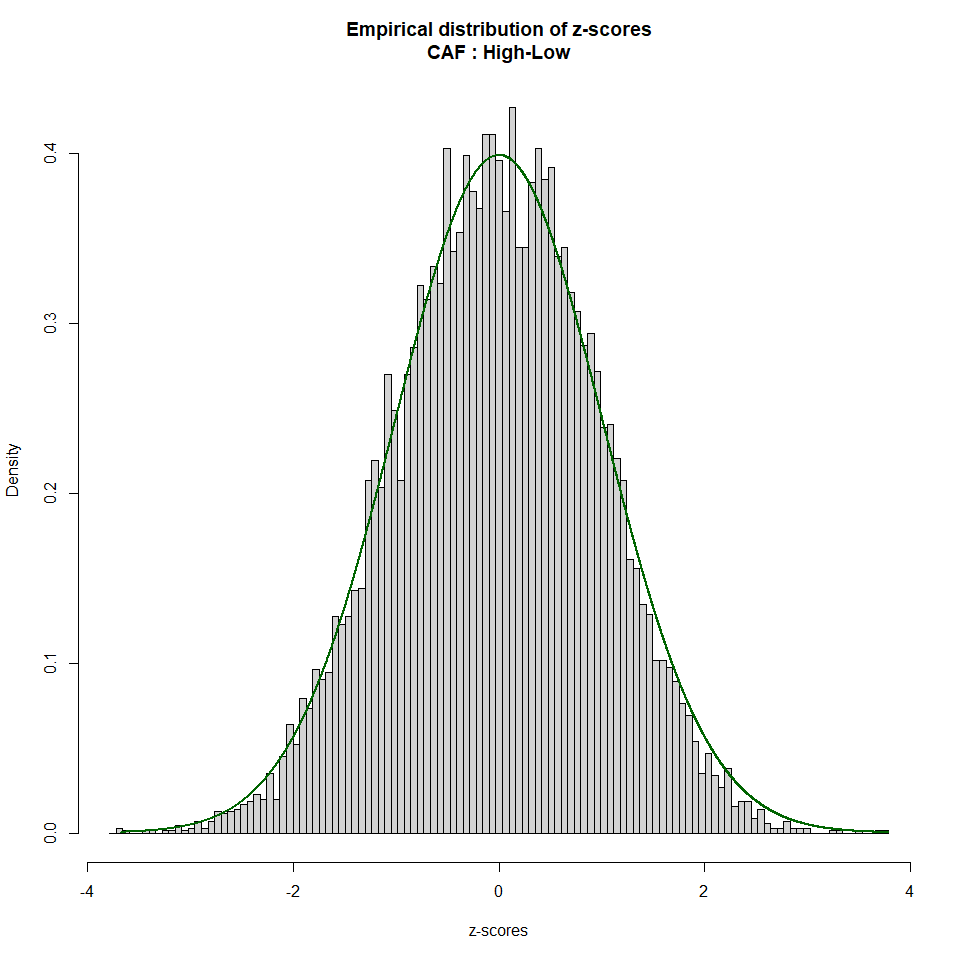 Empirical distribution of z-scores
CAF : High-Low
0.4
0.3
0.2
0.1
0.0
Density
-4 -2 0 2 4
z-scores